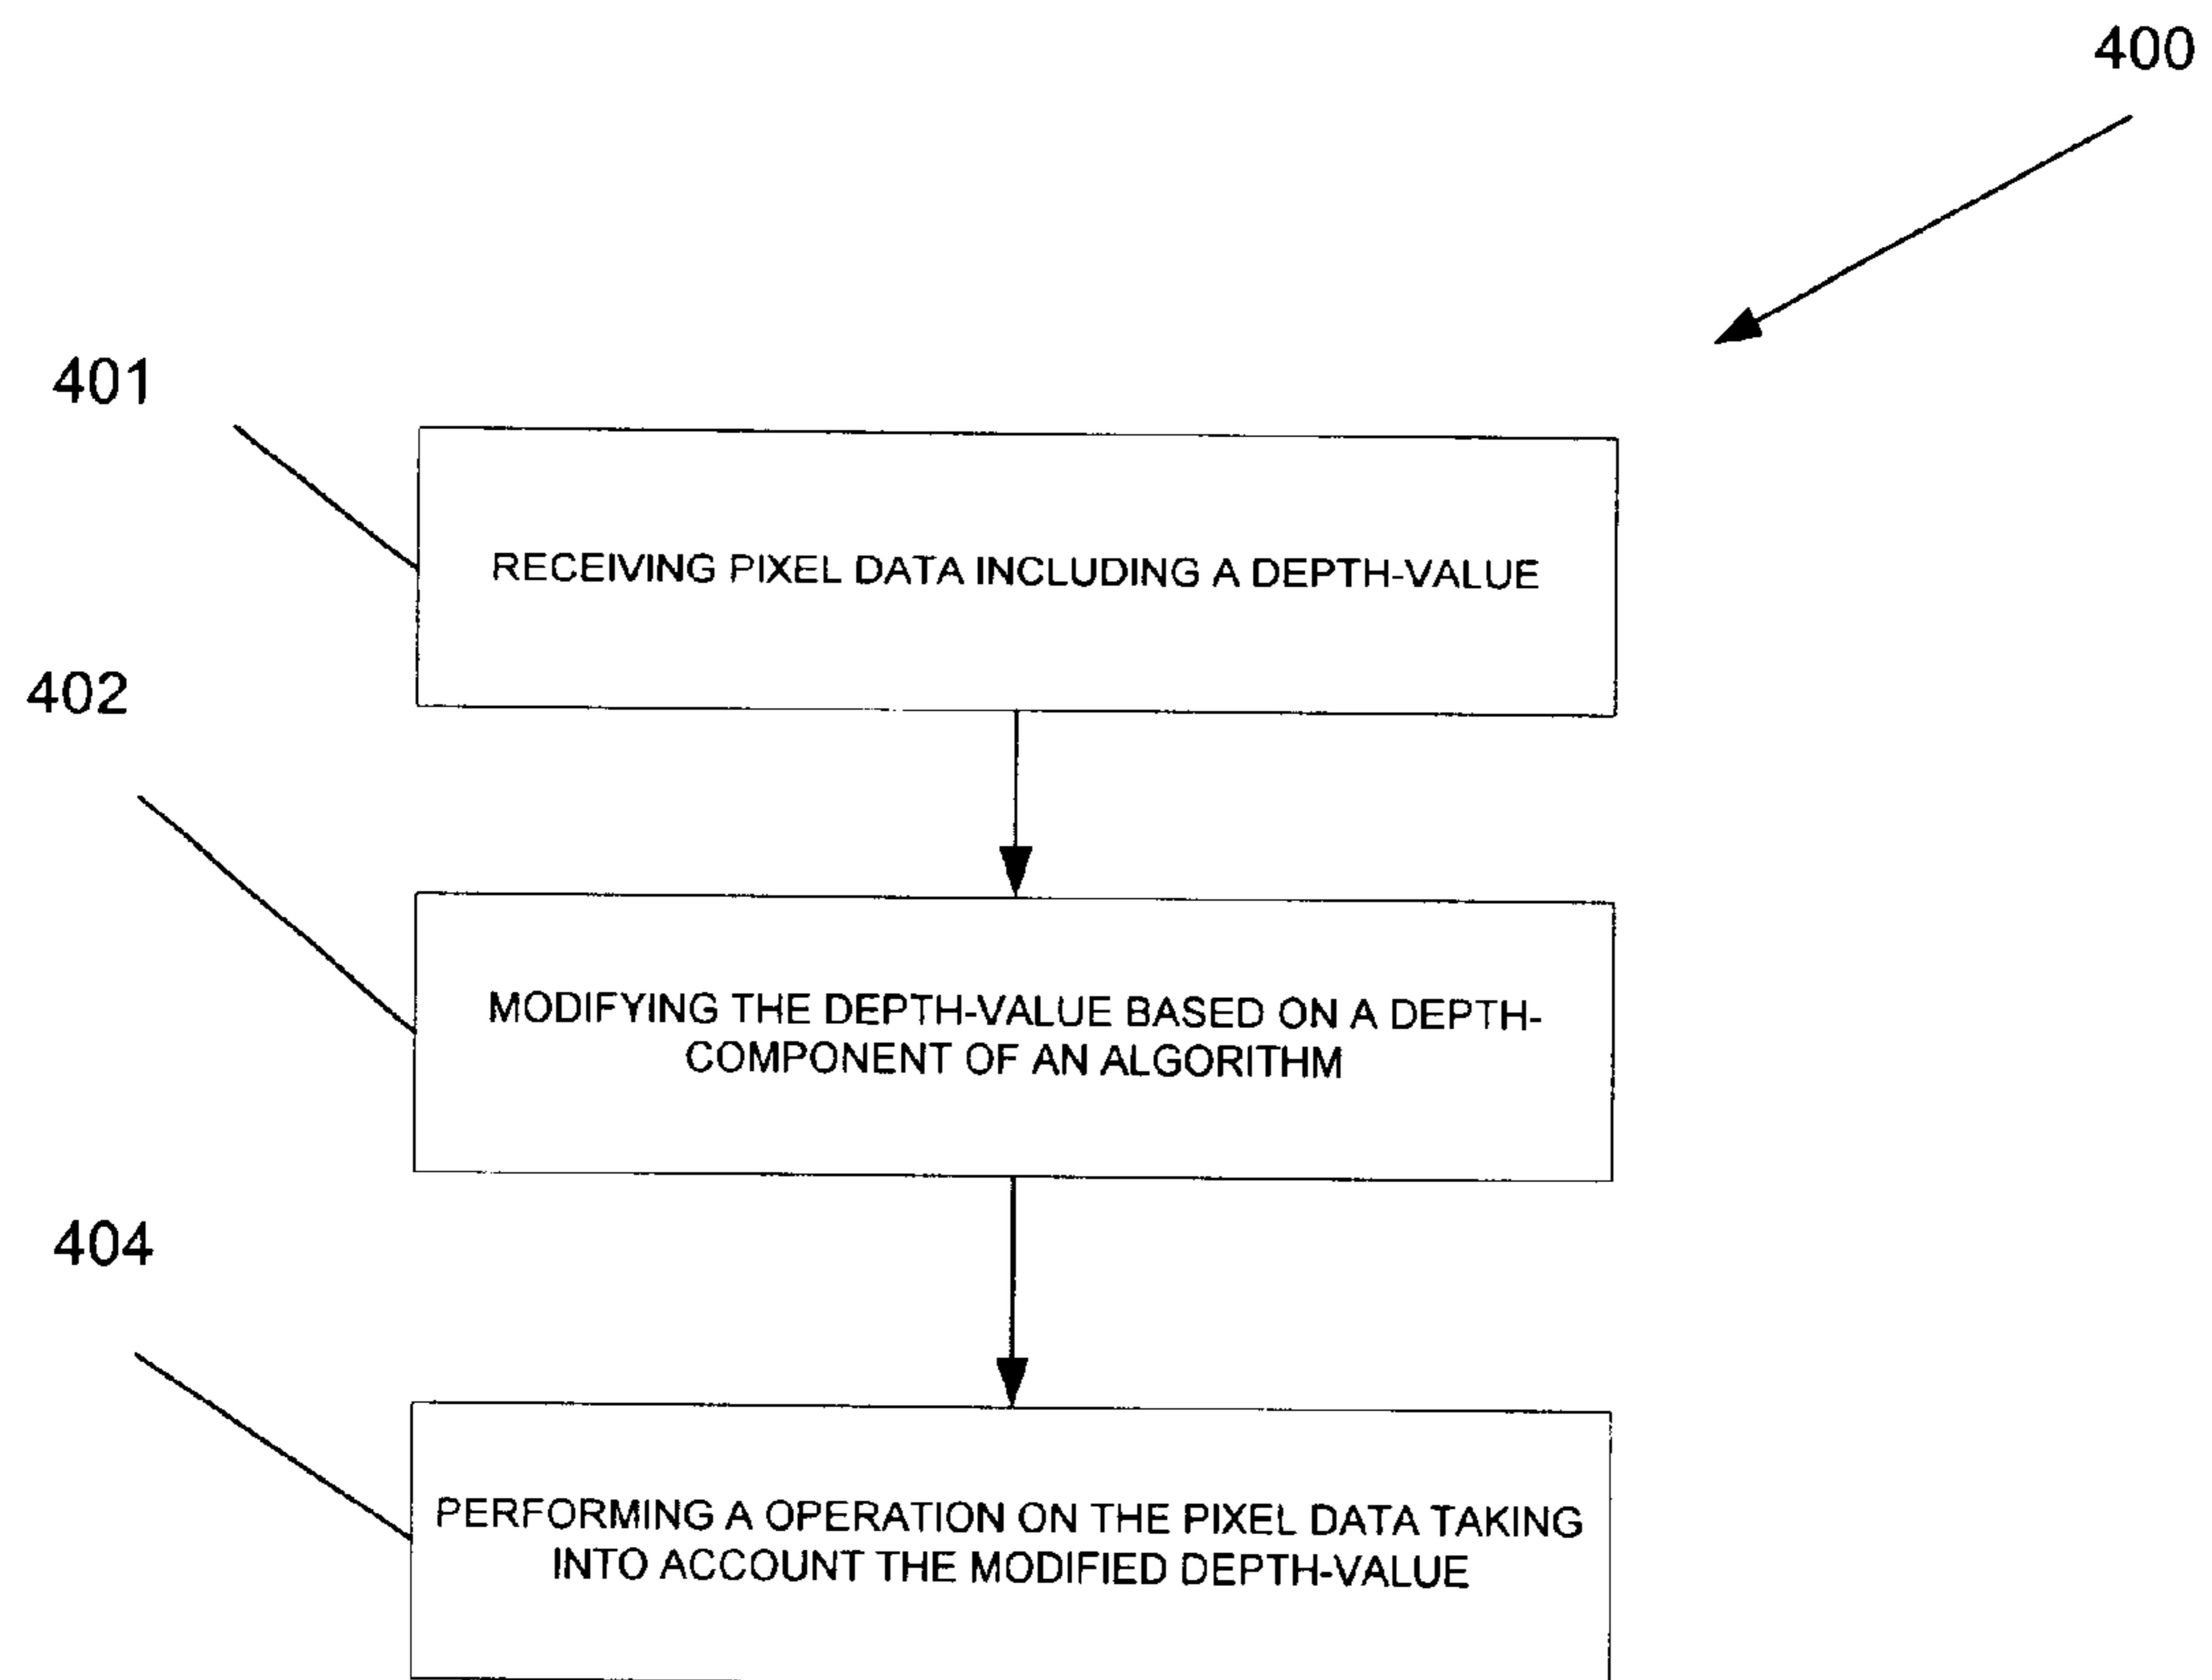 400
401
RECEIVING PIXEL DATA INCLUDING A DEPTH-VALUE
402
MODIFYING THE DEPTH-VALUE BASED ON A DEPTH-
COMPONENT OF AN ALGORITHM
404
PERFORMING A OPERATION ON THE PIXEL DATA TAKING
INTO ACCOUNT THE MODIFIED DEPTH-VALUE